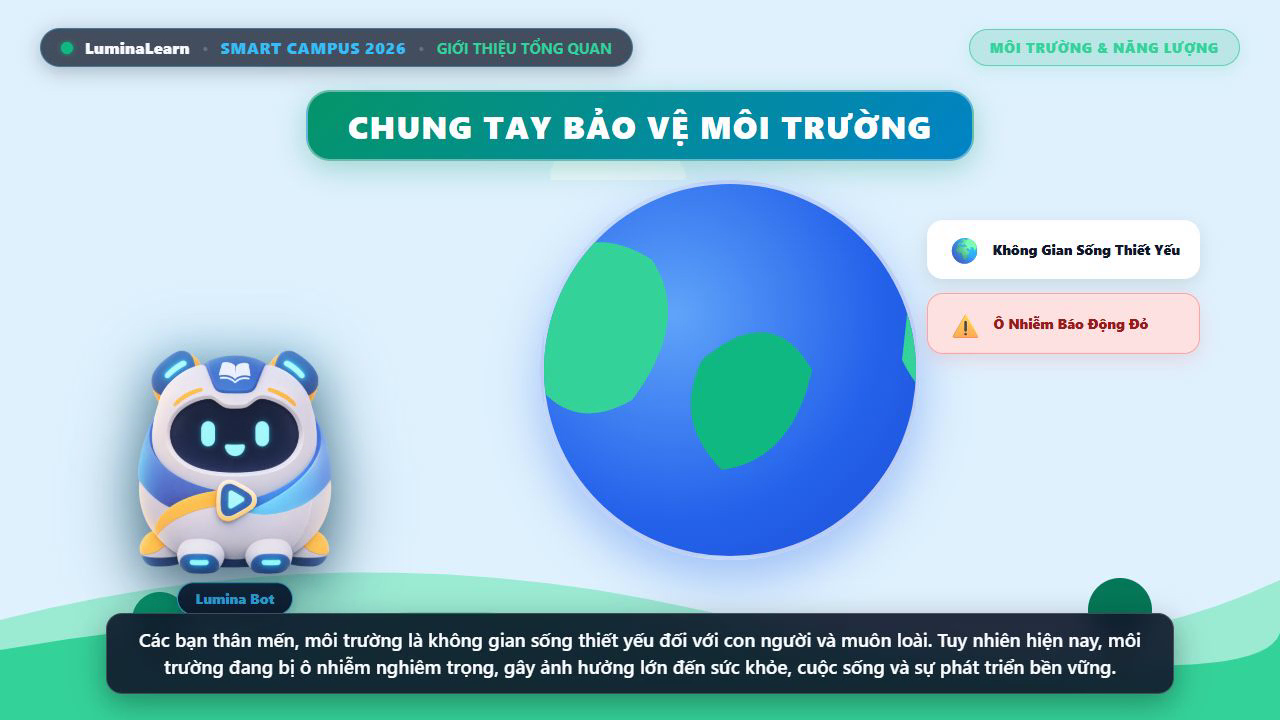 LuminaLearn • SMART CAMPUS 2026 • GIỚI THIỆU TỔNG QUAN
MÔI TRƯỜNG & NĂNG LƯỢNG
CHUNG TAY BẢO VỆ MÔI TRƯỜNG
Không Gian Sống Thiết Yếu
Ô Nhiễm Báo Động Đỏ
Lumina Bot
Các bạn thân mến, môi trường là không gian sống thiết yếu đối với con người và muôn loài. Tuy nhiên hiện nay, môi
trường đang bị ô nhiễm nghiêm trọng, gây ảnh hưởng lớn đến sức khỏe, cuộc sống và sự phát triển bền vững.